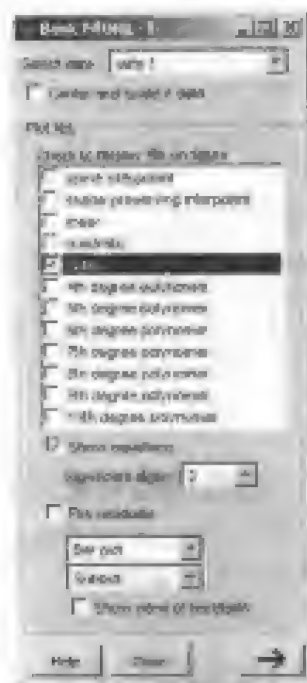 Basic Fitting - 1
Select data: data 1
Center and scale X data
Plot fits
Check to display fits on figure
spline interpolant
shape-preserving interpolant
linear
quadratic
cubic
4th degree polynomial
5th degree polynomial
6th degree polynomial
7th degree polynomial
8th degree polynomial
9th degree polynomial
10th degree polynomial
Show equations
Significant digits: 2
Plot residuals
Bar plot
Subplot
Show norm of residuals
Help
Close